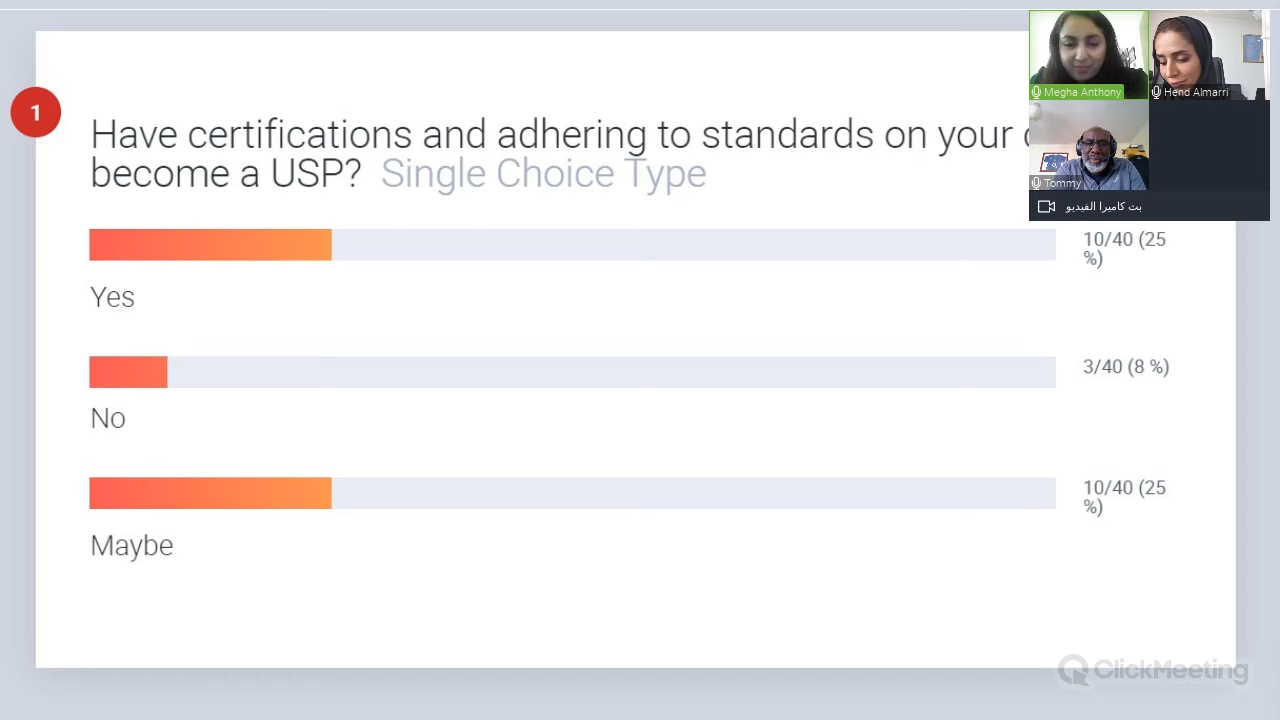 1
Have certifications and adhering to standards on your
become a USP? Single Choice Type
10/40 (25
%)
Yes
3/40 (8 %)
No
10/40 (25
%)
Maybe
Megha Anthony
Hend Almarri
Tommy
بث كاميرا الفيديو
ClickMeeting